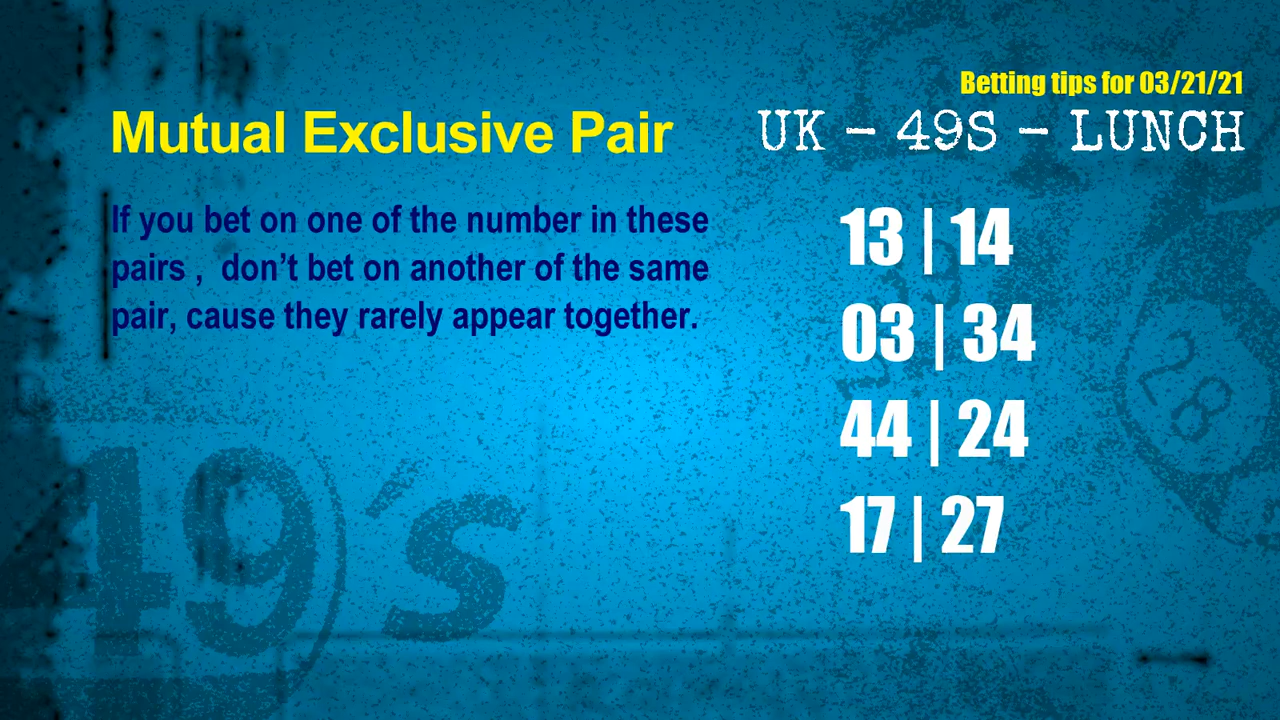 Betting tips for 03/21/21
Mutual Exclusive Pair
UK - 49S - LUNCH
If you bet on one of the number in these
pairs ,  don't bet on another of the same
pair, cause they rarely appear together.
13 | 14
03 | 34
44 | 24
17 | 27
28
49's